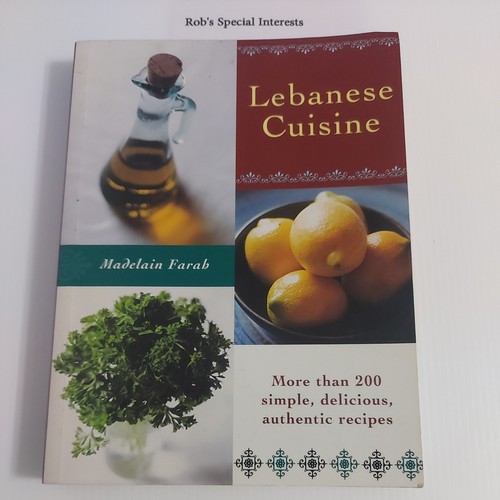 Rob's Special Interests
Lebanese
Cuisine
Madelain Farah
More than 200
simple, delicious,
authentic recipes